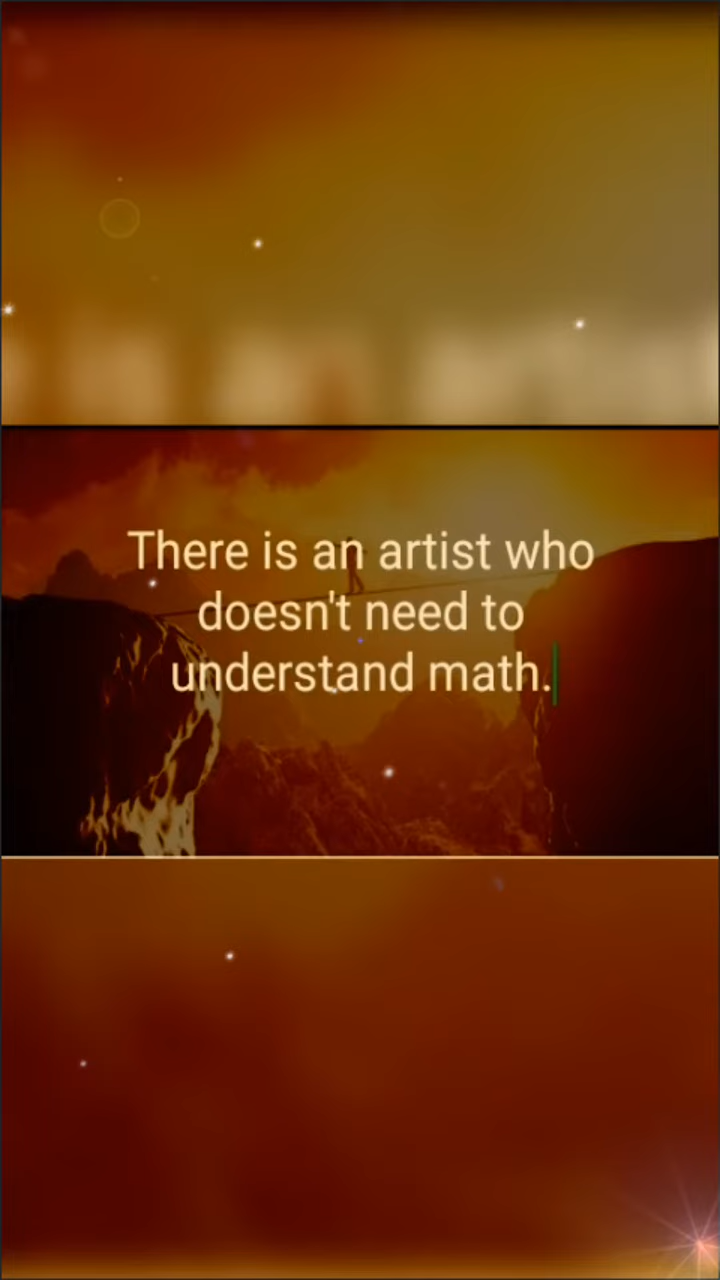 There is an artist who
doesn't need to
understand math.